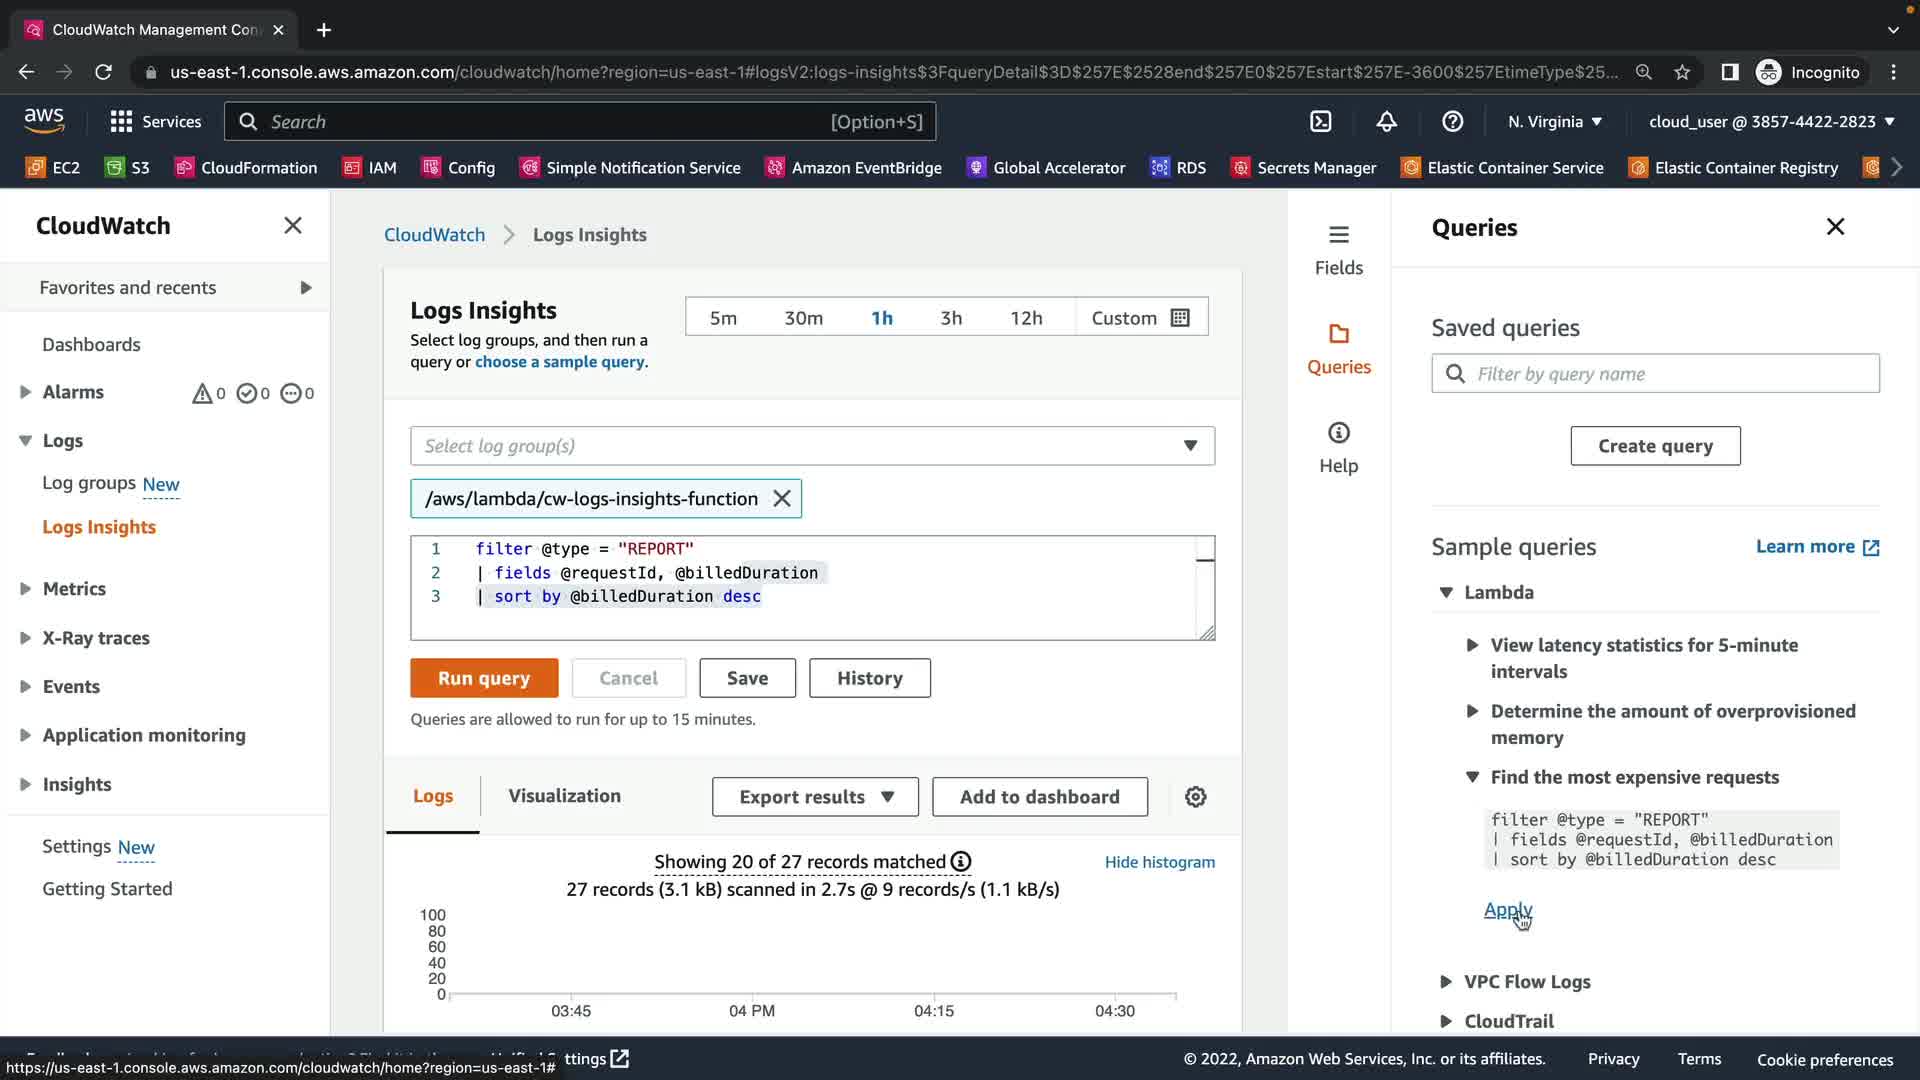 CloudWatch Management Con
us-east-1.console.aws.amazon.com/cloudwatch/home?region=us-east-1#logsV2:logs-insights$3FqueryDetail$3D$257E$2528end$257E0$257Estart$257E-3600$257EtimeType$25...
Incognito
aws
Services
Search
[Option+S]
N. Virginia
cloud_user @ 3857-4422-2823
EC2
S3
CloudFormation
IAM
Config
Simple Notification Service
Amazon EventBridge
Global Accelerator
RDS
Secrets Manager
Elastic Container Service
Elastic Container Registry
CloudWatch
Favorites and recents
Dashboards
Alarms
0
0
0
Logs
Log groups New
Logs Insights
Metrics
X-Ray traces
Events
Application monitoring
Insights
Settings New
Getting Started
CloudWatch
Logs Insights
Logs Insights
Select log groups, and then run a
query or choose a sample query.
5m
30m
1h
3h
12h
Custom
Select log group(s)
/aws/lambda/cw-logs-insights-function
1 filter @type = "REPORT"
2 | fields @requestId, @billedDuration
3 | sort by @billedDuration desc
Run query
Cancel
Save
History
Queries are allowed to run for up to 15 minutes.
Logs
Visualization
Export results
Add to dashboard
Showing 20 of 27 records matched
Hide histogram
27 records (3.1 kB) scanned in 2.7s @ 9 records/s (1.1 kB/s)
100
80
60
40
20
0
03:45
04 PM
04:15
04:30
Fields
Queries
Help
Queries
Saved queries
Filter by query name
Create query
Sample queries
Learn more
Lambda
View latency statistics for 5-minute
intervals
Determine the amount of overprovisioned
memory
Find the most expensive requests
filter @type = "REPORT"
| fields @requestId, @billedDuration
| sort by @billedDuration desc
Apply
VPC Flow Logs
CloudTrail
ttings
https://us-east-1.console.aws.amazon.com/cloudwatch/home?region=us-east-1#
© 2022, Amazon Web Services, Inc. or its affiliates.
Privacy
Terms
Cookie preferences